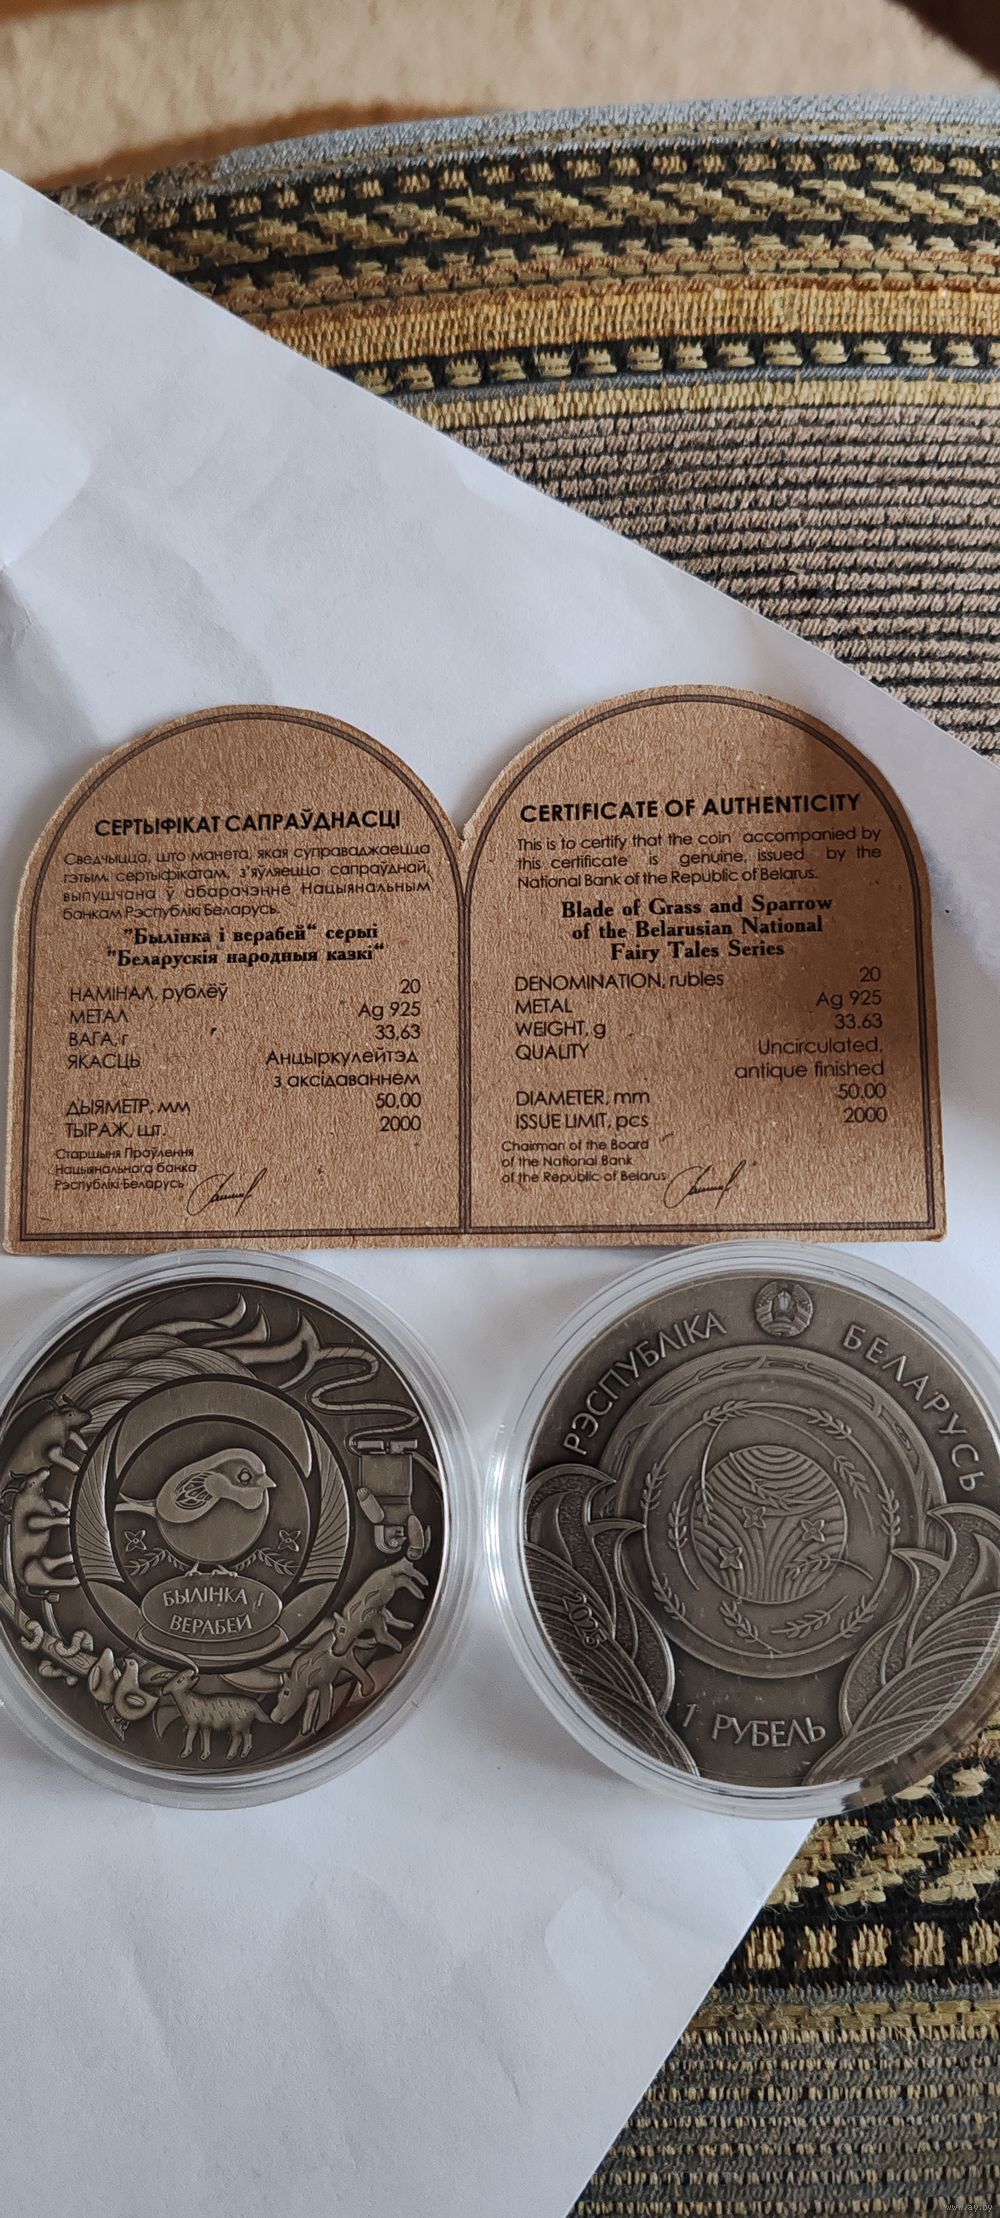 СЕРТЫФІКАТ САПРАЎДНАСЦІ
Сведчыцца, што манета, якая суправаджаецца
гэтым сертыфікатам, з'яўляецца сапраўднай,
выпушчана ў абарачэнне Нацыянальным
банкам Рэспублікі Беларусь.
"Былінка і верабей“ серыі
"Беларускія народныя казкі“
НАМІНАЛ, рублёў 20
МЕТАЛ Ag 925
ВАГА, г 33,63
ЯКАСЦЬ Анцыркулейтэд
з аксідаваннем
ДЫЯМЕТР, мм 50,00
ТЫРАЖ, шт. 2000
Старшыня Праўлення
Нацыянальнага банка
Рэспублікі Беларусь
CERTIFICATE OF AUTHENTICITY
This is to certify that the coin accompanied by
this certificate is genuine, issued by the
National Bank of the Republic of Belarus.
Blade of Grass and Sparrow
of the Belarusian National
Fairy Tales Series
DENOMINATION, rubles 20
METAL Ag 925
WEIGHT, g 33.63
QUALITY Uncirculated,
antique finished
DIAMETER, mm 50.00
ISSUE LIMIT, pcs 2000
Chairman of the Board
of the National Bank
of the Republic of Belarus
БЫЛІНКА І
ВЕРАБЕЙ
РЭСПУБЛІКА БЕЛАРУСЬ
2025
1 РУБЕЛЬ
www.ay.by